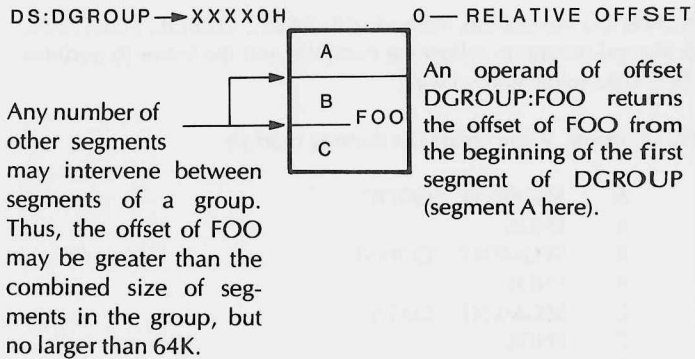 DS:DGROUP→XXXX0H
0— RELATIVE OFFSET
A
B
FOO
C
Any number of
other segments
may intervene between
segments of a group.
Thus, the offset of FOO
may be greater than the
combined size of seg-
ments in the group, but
no larger than 64K.
An operand of offset
DGROUP:FOO returns
the offset of FOO from
the beginning of the first
segment of DGROUP
(segment A here).